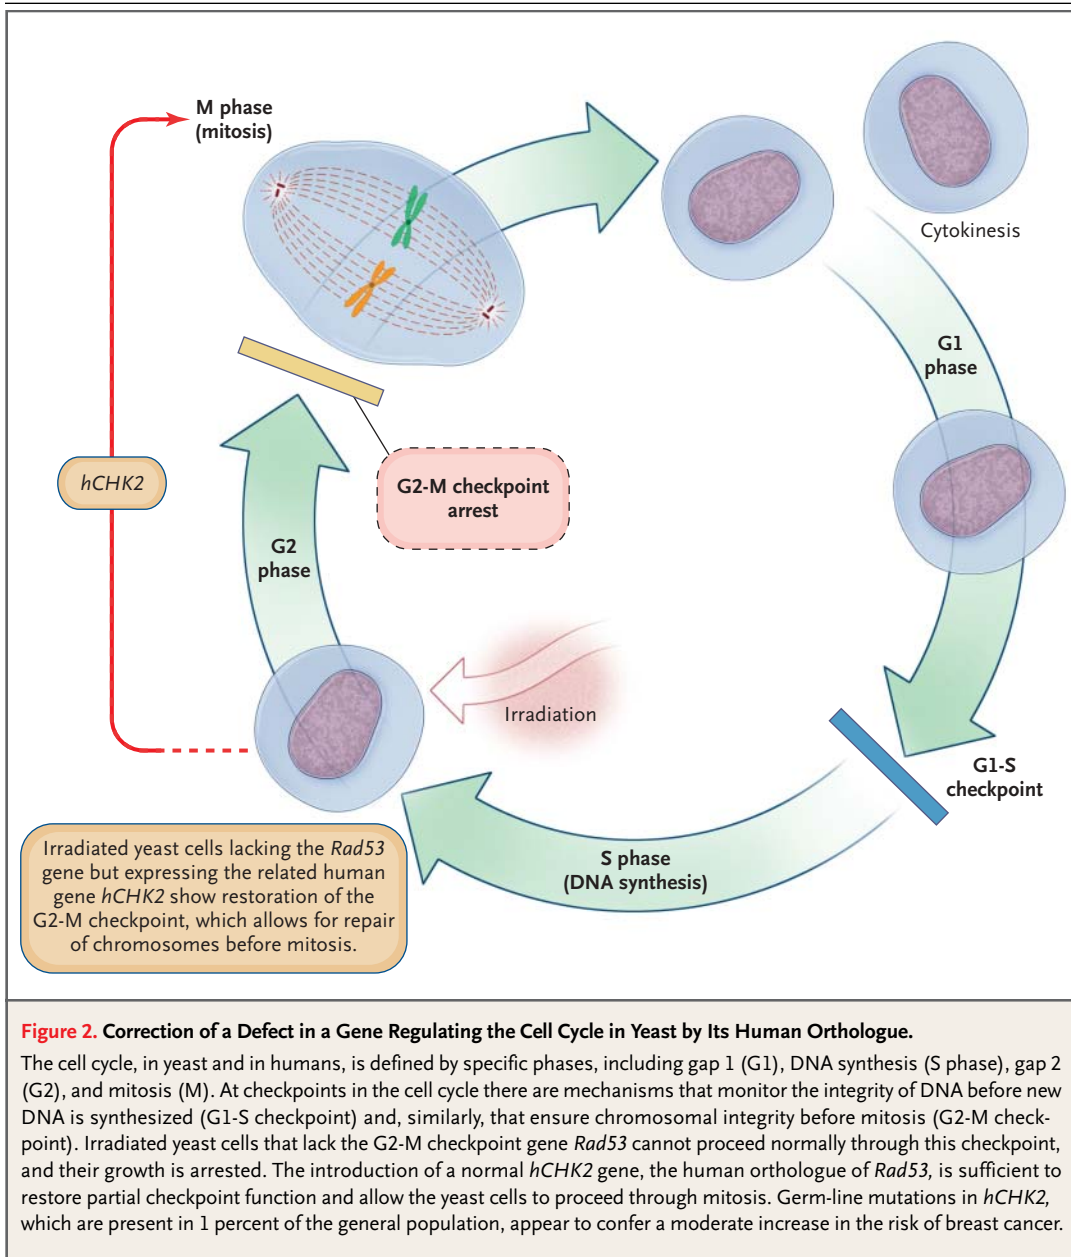 M phase
(mitosis)
Cytokinesis
G1
phase
hCHK2
G2-M checkpoint
arrest
G2
phase
Irradiation
G1-S
checkpoint
S phase
(DNA synthesis)
Irradiated yeast cells lacking the Rad53
gene but expressing the related human
gene hCHK2 show restoration of the
G2-M checkpoint, which allows for repair
of chromosomes before mitosis.
Figure 2. Correction of a Defect in a Gene Regulating the Cell Cycle in Yeast by Its Human Orthologue.
The cell cycle, in yeast and in humans, is defined by specific phases, including gap 1 (G1), DNA synthesis (S phase), gap 2
(G2), and mitosis (M). At checkpoints in the cell cycle there are mechanisms that monitor the integrity of DNA before new
DNA is synthesized (G1-S checkpoint) and, similarly, that ensure chromosomal integrity before mitosis (G2-M check-
point). Irradiated yeast cells that lack the G2-M checkpoint gene Rad53 cannot proceed normally through this checkpoint,
and their growth is arrested. The introduction of a normal hCHK2 gene, the human orthologue of Rad53, is sufficient to
restore partial checkpoint function and allow the yeast cells to proceed through mitosis. Germ-line mutations in hCHK2,
which are present in 1 percent of the general population, appear to confer a moderate increase in the risk of breast cancer.